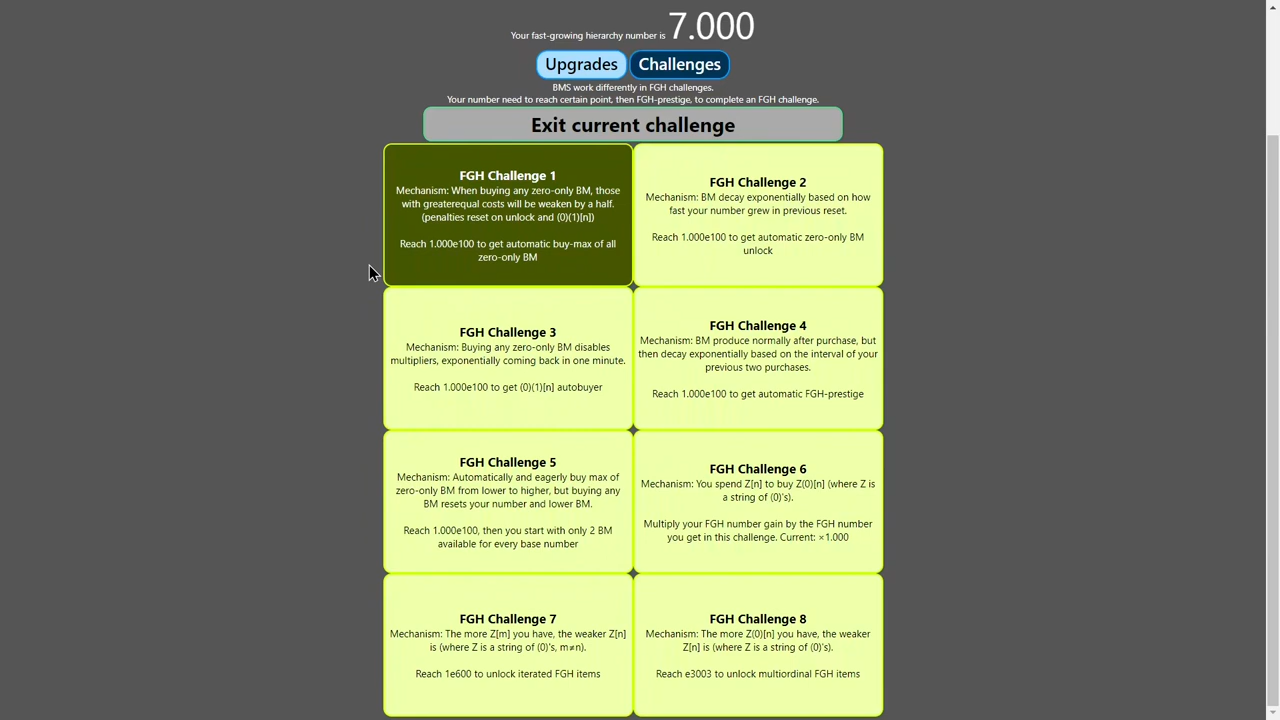 Your fast-growing hierarchy number is 7.000
Upgrades Challenges
BMS work differently in FGH challenges.
Your number need to reach certain point, then FGH-prestige, to complete an FGH challenge.
Exit current challenge
FGH Challenge 1
Mechanism: When buying any zero-only BM, those
with greaterequal costs will be weaken by a half.
(penalties reset on unlock and (0)(1)[n])
Reach 1.000e100 to get automatic buy-max of all
zero-only BM
FGH Challenge 2
Mechanism: BM decay exponentially based on how
fast your number grew in previous reset.
Reach 1.000e100 to get automatic zero-only BM
unlock
FGH Challenge 3
Mechanism: Buying any zero-only BM disables
multipliers, exponentially coming back in one minute.
Reach 1.000e100 to get (0)(1)[n] autobuyer
FGH Challenge 4
Mechanism: BM produce normally after purchase, but
then decay exponentially based on the interval of your
previous two purchases.
Reach 1.000e100 to get automatic FGH-prestige
FGH Challenge 5
Mechanism: Automatically and eagerly buy max of
zero-only BM from lower to higher, but buying any
BM resets your number and lower BM.
Reach 1.000e100, then you start with only 2 BM
available for every base number
FGH Challenge 6
Mechanism: You spend Z[n] to buy Z(0)[n] (where Z is
a string of (0)'s).
Multiply your FGH number gain by the FGH number
you get in this challenge. Current: ×1.000
FGH Challenge 7
Mechanism: The more Z[m] you have, the weaker Z[n]
is (where Z is a string of (0)'s, m≠n).
Reach 1e600 to unlock iterated FGH items
FGH Challenge 8
Mechanism: The more Z(0)[n] you have, the weaker
Z[n] is (where Z is a string of (0)'s).
Reach e3003 to unlock multiordinal FGH items